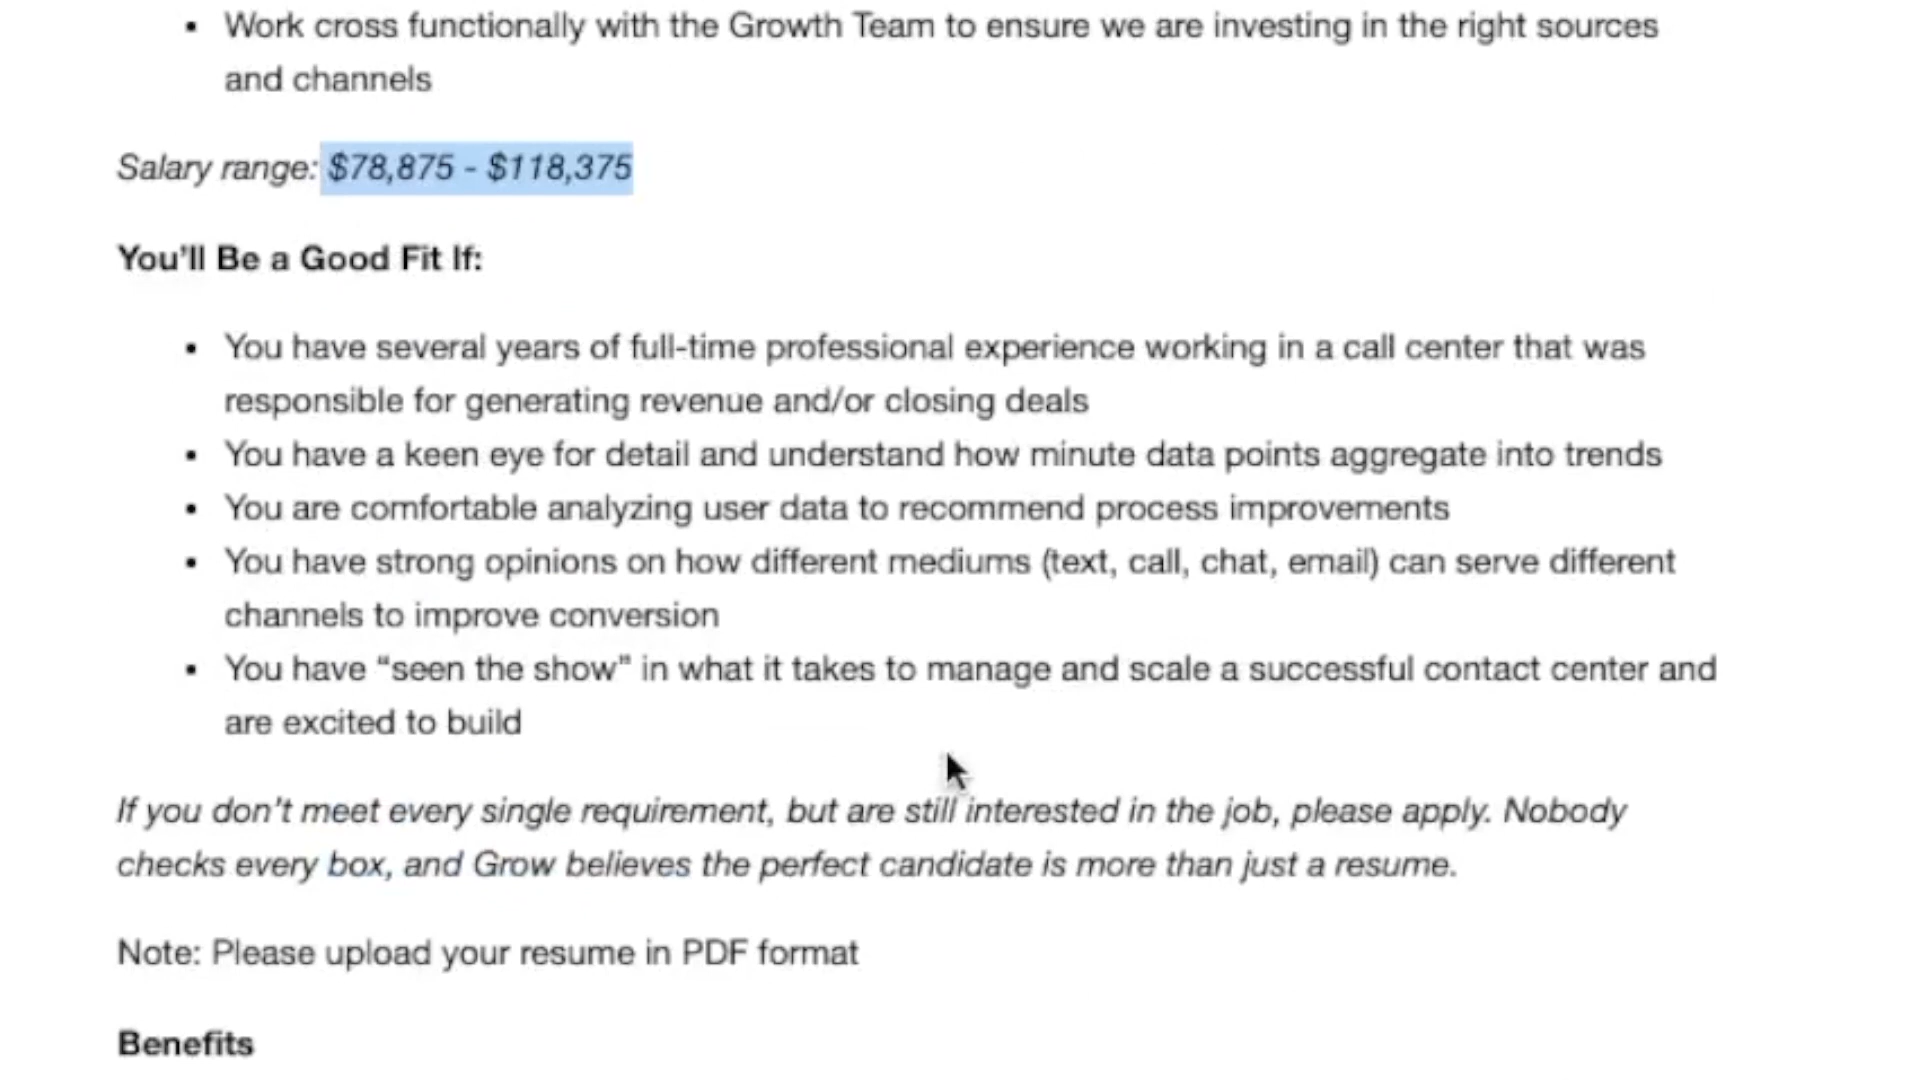 • Work cross functionally with the Growth Team to ensure we are investing in the right sources
and channels
Salary range: $78,875 - $118,375
You’ll Be a Good Fit If:
• You have several years of full-time professional experience working in a call center that was
responsible for generating revenue and/or closing deals
• You have a keen eye for detail and understand how minute data points aggregate into trends
• You are comfortable analyzing user data to recommend process improvements
• You have strong opinions on how different mediums (text, call, chat, email) can serve different
channels to improve conversion
• You have “seen the show” in what it takes to manage and scale a successful contact center and
are excited to build
If you don’t meet every single requirement, but are still interested in the job, please apply. Nobody
checks every box, and Grow believes the perfect candidate is more than just a resume.
Note: Please upload your resume in PDF format
Benefits